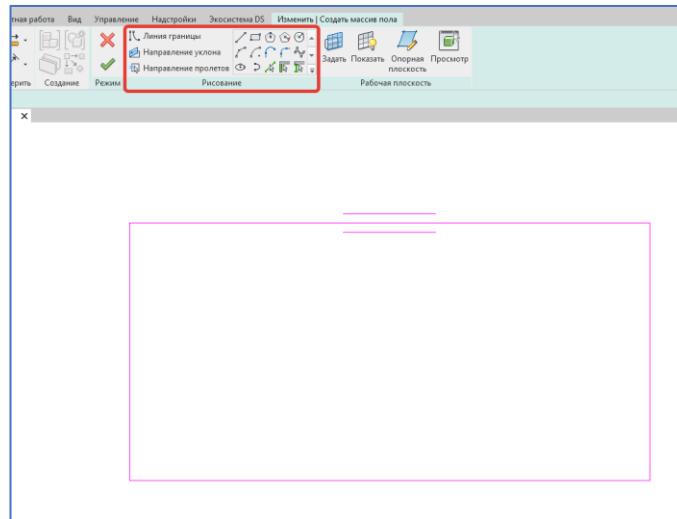 тная работа Вид Управление Надстройки Экосистема DS Изменить | Создать массив пола
Линия границы
Направление уклона
Направление пролетов
Задать Показать Опорная плоскость Просмотр
ерить Создание Режим Рисование Рабочая плоскость
X